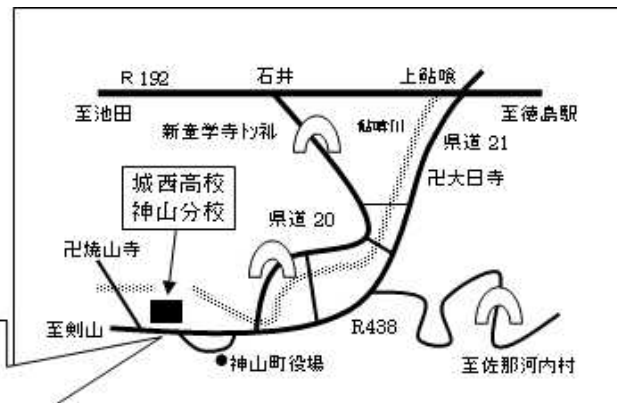 R 192
石井
上鮎喰
至池田
至徳島駅
新童学寺ﾄﾝﾈﾙ
鮎喰川
県道 21
卍大日寺
城西高校
神山分校
県道 20
卍焼山寺
至剣山
R438
神山町役場
至佐那河内村